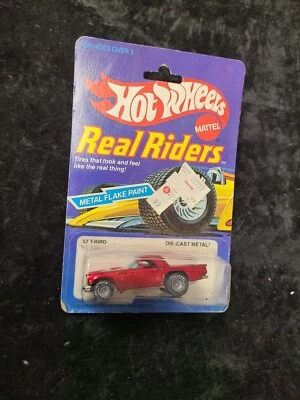 FOR AGES OVER 3
HOT WHEELS
MATTEL
Real Riders™
Tires that look and feel
like the real thing!
METAL FLAKE PAINT
57 T-BIRD
DIE-CAST METAL!